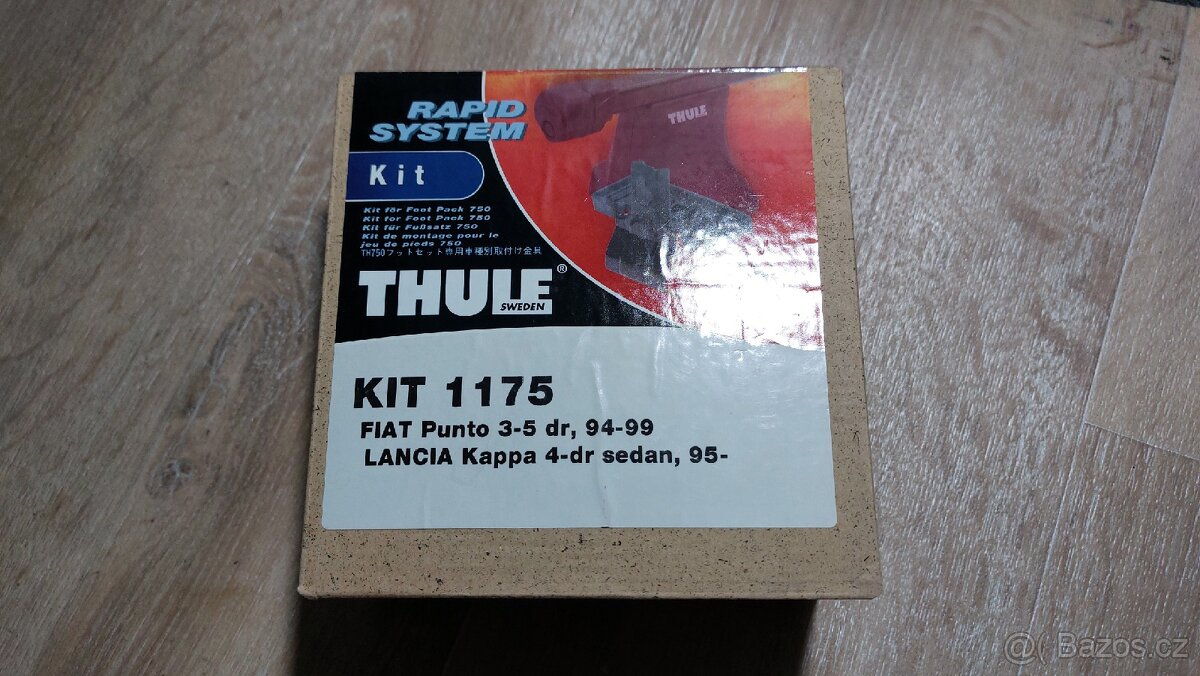 RAPID
SYSTEM
THULE
Kit
Kit för Foot Pack 750
Kit for Foot Pack 750
Kit für Fußsatz 750
Kit de montage pour le
jeu de pieds 750
TH750フットセット専用車種別取付け金具
THULE®
SWEDEN
KIT 1175
FIAT Punto 3-5 dr, 94-99
LANCIA Kappa 4-dr sedan, 95-
@( Bazos.cz